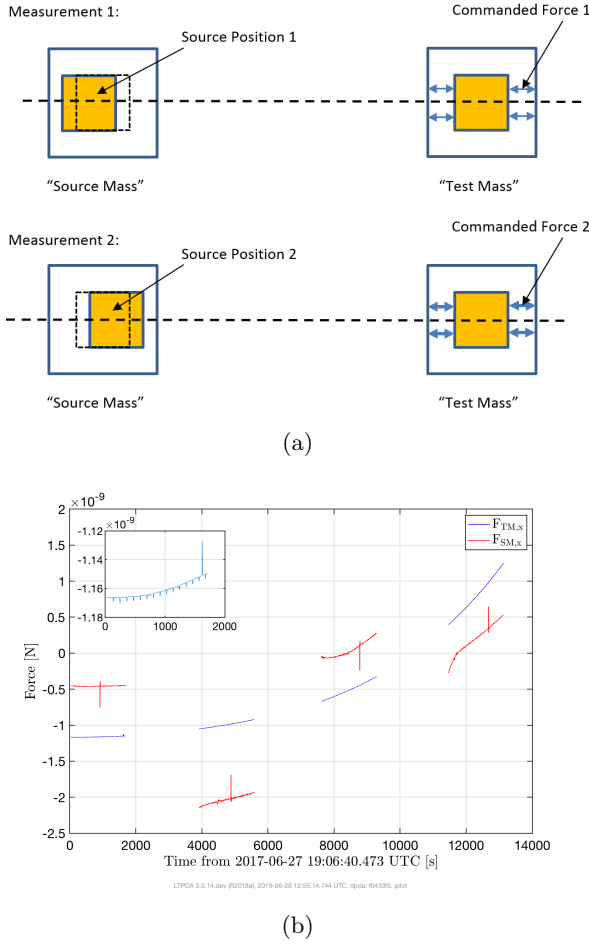 Measurement 1:
Source Position 1
Commanded Force 1
“Source Mass”
“Test Mass”
Measurement 2:
Source Position 2
Commanded Force 2
“Source Mass”
“Test Mass”
(a)
×10⁻⁹
2
1.5
1
0.5
0
-0.5
-1
-1.5
-2
-2.5
Force [N]
×10⁻⁹
-1.12
-1.14
-1.16
-1.18
0 1000 2000
F_TM,x
F_SM,x
0 2000 4000 6000 8000 10000 12000 14000
Time from 2017-06-27 19:06:40.473 UTC [s]
LTPDA 3.0.14.dev (R2018a), 2019-06-26 12:55:14.744 UTC, ltpda: f0433f5, iplot
(b)